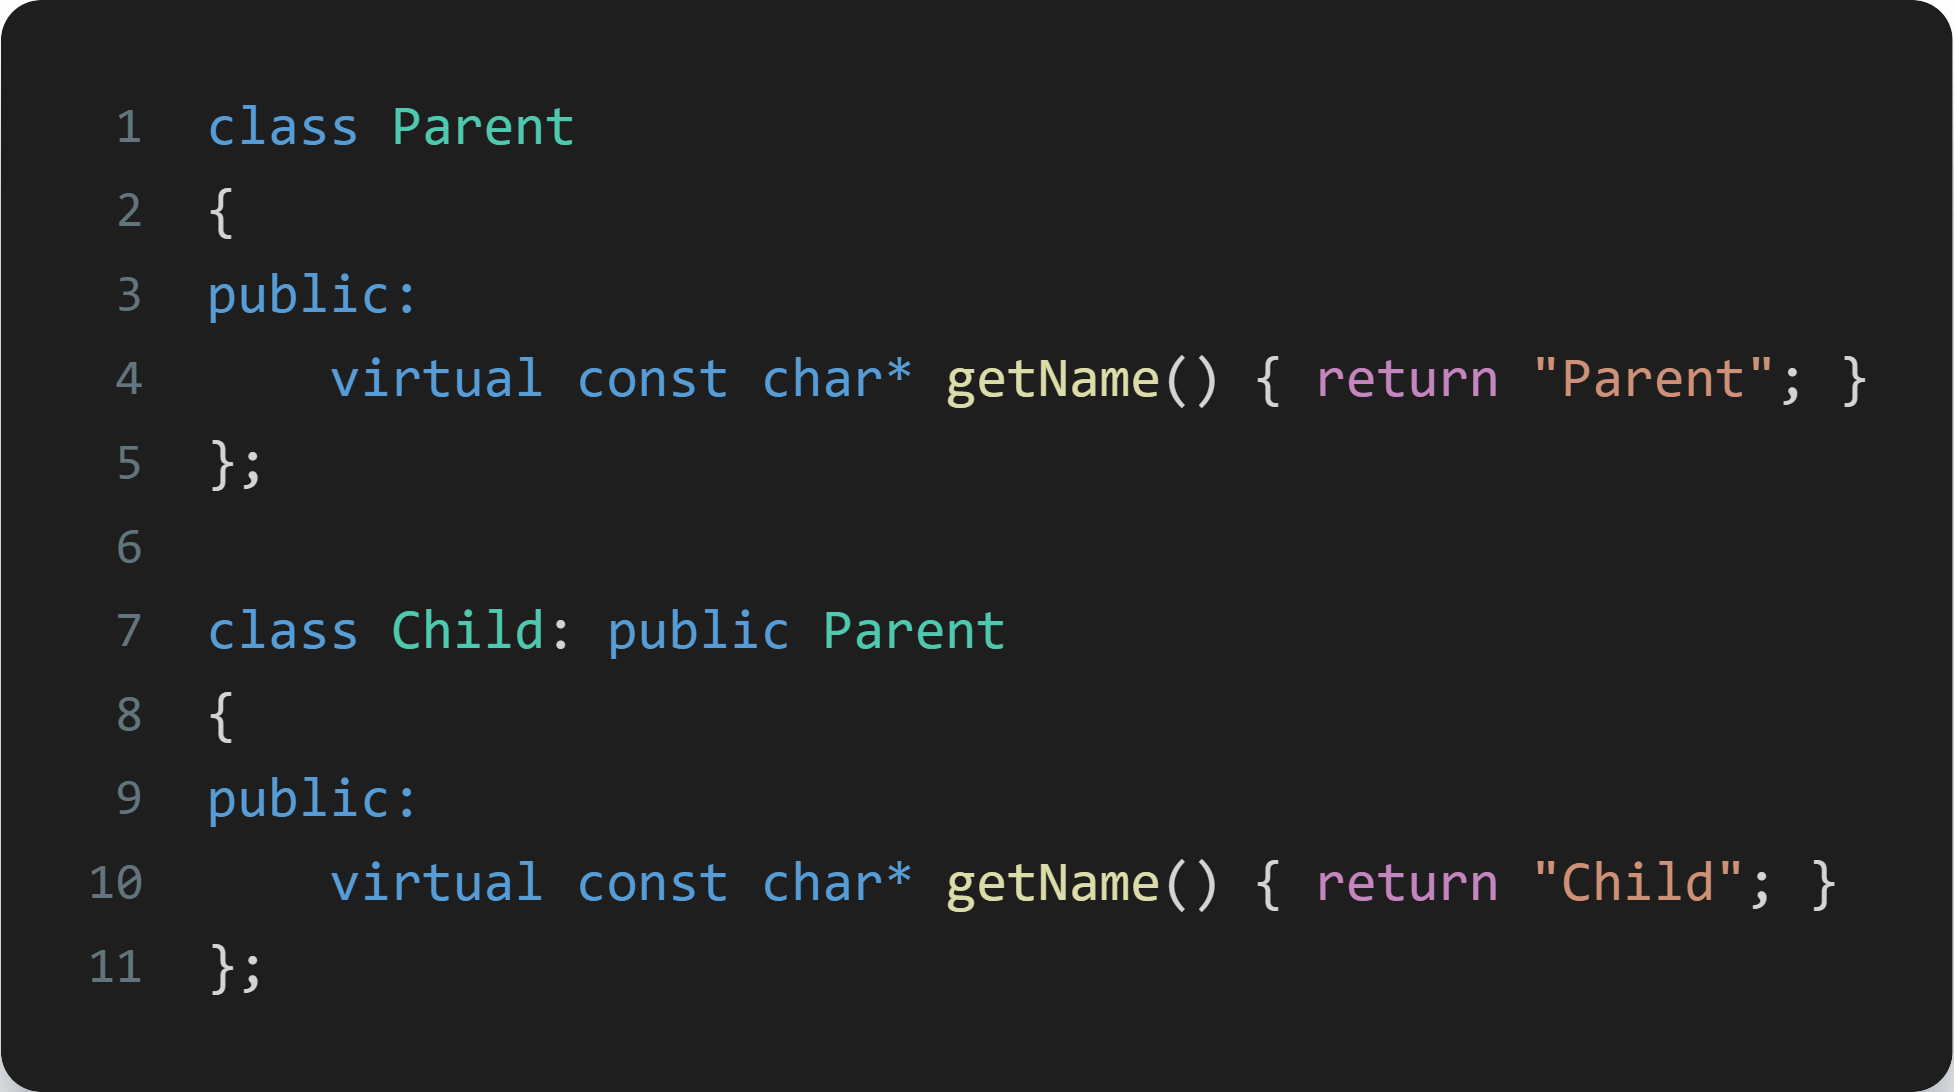 1 class Parent
2 {
3 public:
4     virtual const char* getName() { return "Parent"; }
5 };
6
7 class Child: public Parent
8 {
9 public:
10     virtual const char* getName() { return "Child"; }
11 };